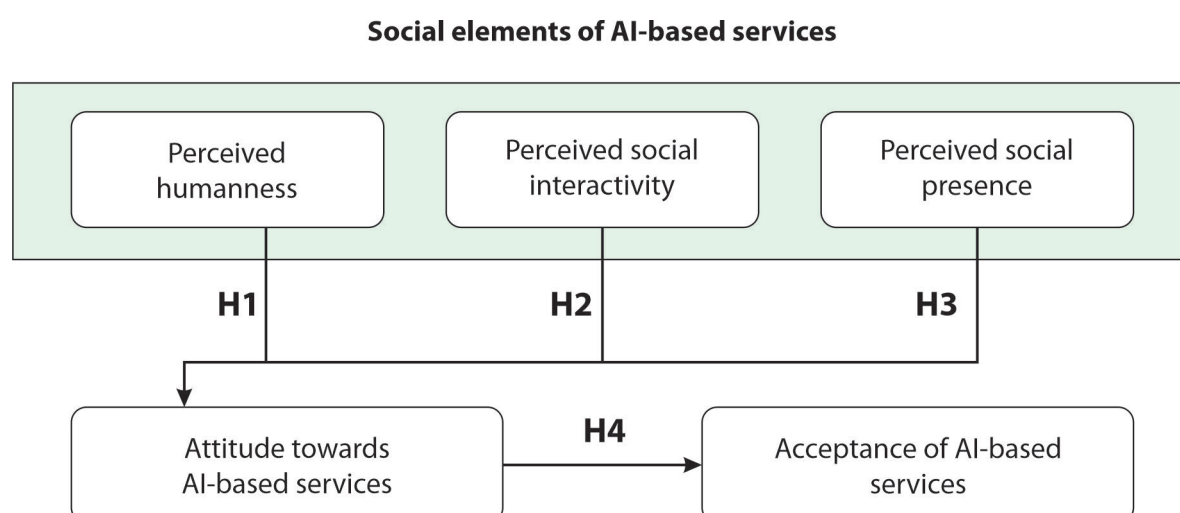 Social elements of AI-based services
Perceived
humanness
Perceived social
interactivity
Perceived social
presence
H1
H2
H3
Attitude towards
AI-based services
H4
Acceptance of AI-based
services